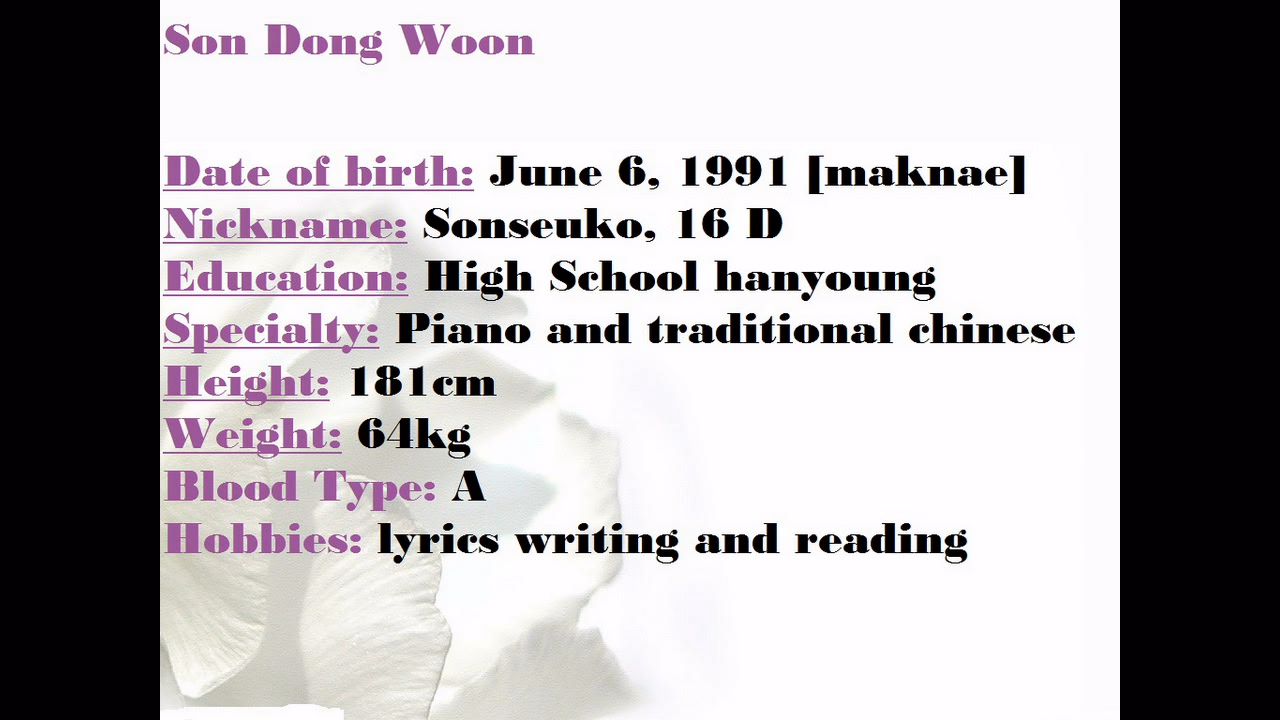 Son Dong Woon
Date of birth: June 6, 1991 [maknae]
Nickname: Sonseuko, 16 D
Education: High School hanyoung
Specialty: Piano and traditional chinese
Height: 181cm
Weight: 64kg
Blood Type: A
Hobbies: lyrics writing and reading